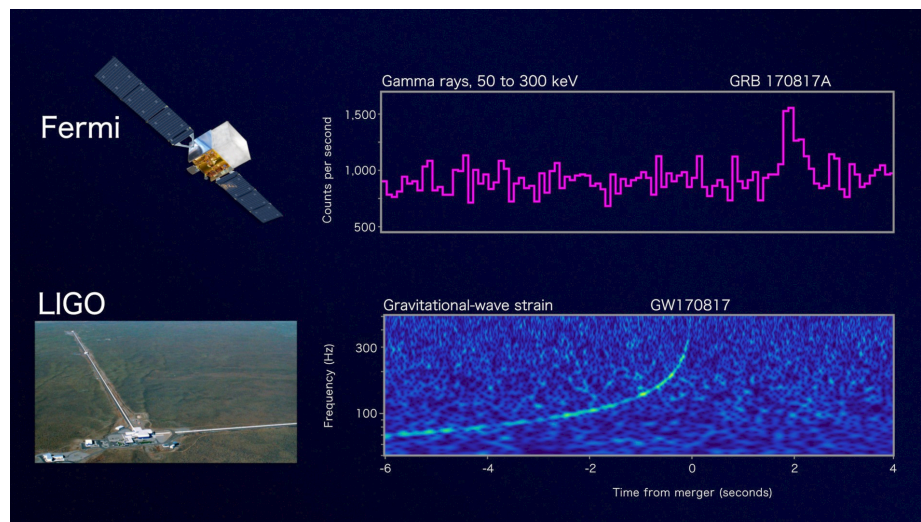 Fermi
Gamma rays, 50 to 300 keV
GRB 170817A
Counts per second
1,500
1,000
500
LIGO
Gravitational-wave strain
GW170817
Frequency (Hz)
300
100
-6
-4
-2
0
2
4
Time from merger (seconds)